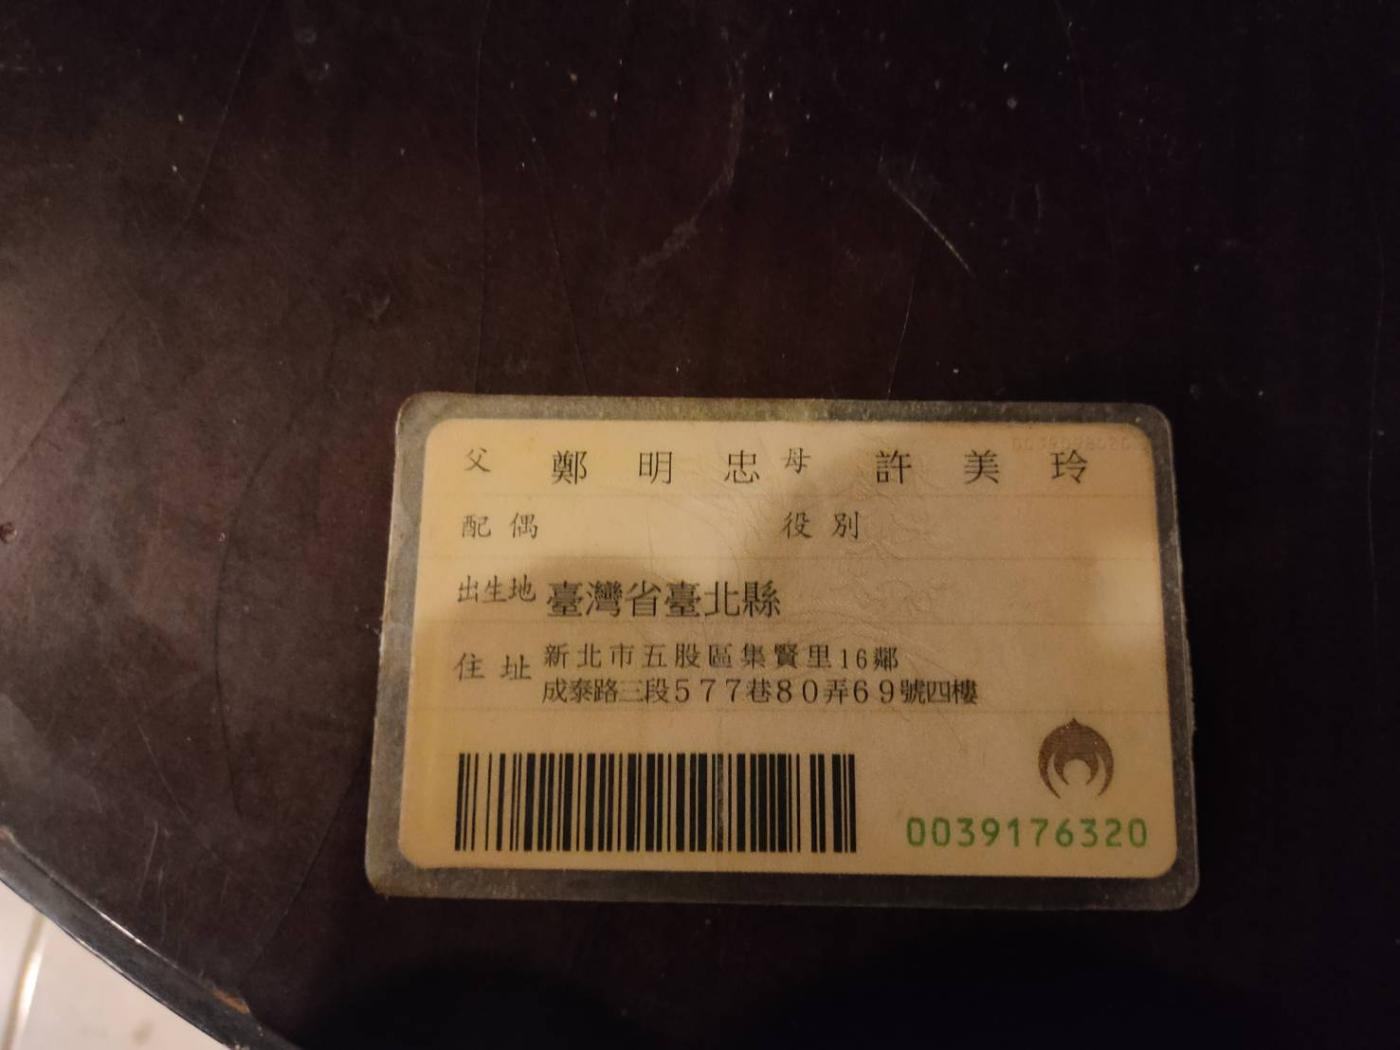 父 鄭明忠 母 許美玲
配偶 役別
出生地 臺灣省臺北縣
住址 新北市五股區集賢里16鄰
成泰路三段577巷80弄69號四樓
0039176320